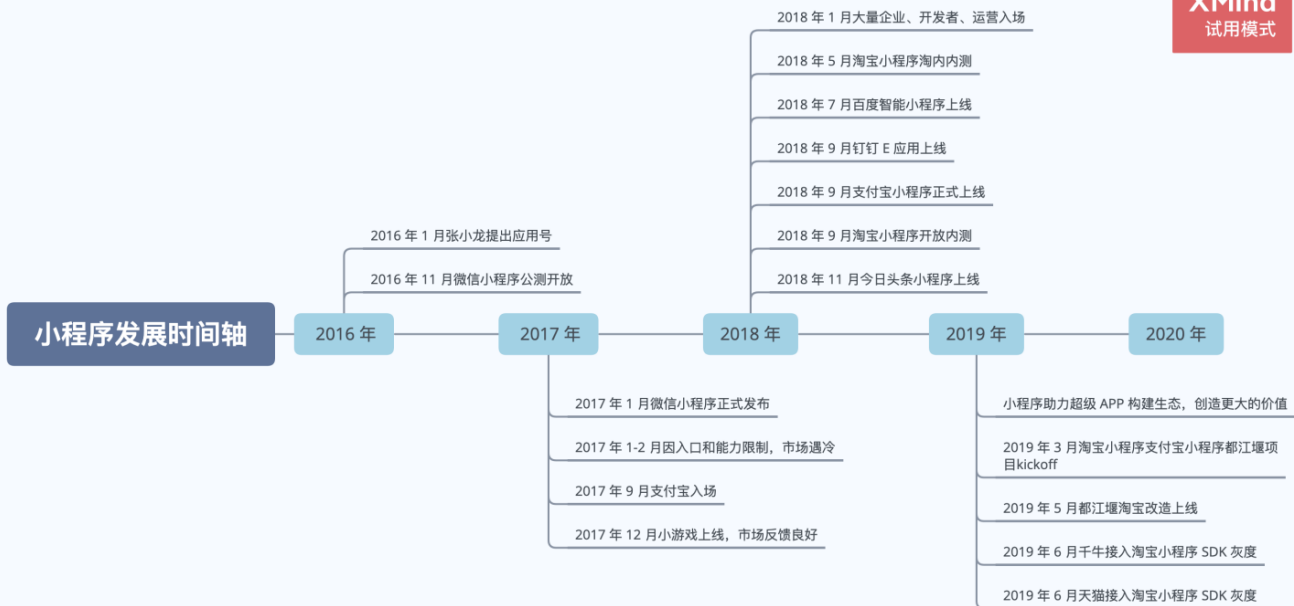 XMind
试用模式
小程序发展时间轴
2016 年
2016 年 1 月张小龙提出应用号
2016 年 11 月微信小程序公测开放
2017 年
2017 年 1 月微信小程序正式发布
2017 年 1-2 月因入口和能力限制，市场遇冷
2017 年 9 月支付宝入场
2017 年 12 月小游戏上线，市场反馈良好
2018 年
2018 年 1 月大量企业、开发者、运营入场
2018 年 5 月淘宝小程序淘内内测
2018 年 7 月百度智能小程序上线
2018 年 9 月钉钉 E 应用上线
2018 年 9 月支付宝小程序正式上线
2018 年 9 月淘宝小程序开放内测
2018 年 11 月今日头条小程序上线
2019 年
小程序助力超级 APP 构建生态，创造更大的价值
2019 年 3 月淘宝小程序支付宝小程序都江堰项
目kickoff
2019 年 5 月都江堰淘宝改造上线
2019 年 6 月千牛接入淘宝小程序 SDK 灰度
2019 年 6 月天猫接入淘宝小程序 SDK 灰度
2020 年